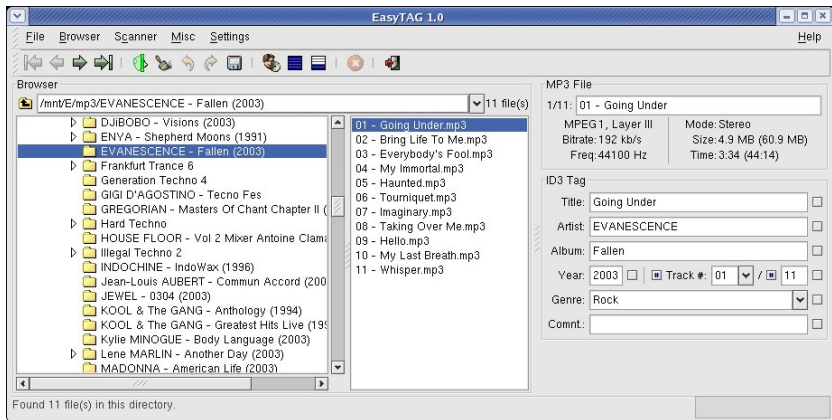 EasyTAG 1.0
File Browser Scanner Misc Settings Help
Browser
/mnt/E/mp3/EVANESCENCE - Fallen (2003) 11 file(s)
DJiBOBO - Visions (2003)
ENYA - Shepherd Moons (1991)
EVANESCENCE - Fallen (2003)
Frankfurt Trance 6
Generation Techno 4
GIGI D'AGOSTINO - Tecno Fes
GREGORIAN - Masters Of Chant Chapter II (
Hard Techno
HOUSE FLOOR - Vol 2 Mixer Antoine Clama
Illegal Techno 2
INDOCHINE - IndoWax (1996)
Jean-Louis AUBERT - Commun Accord (200
JEWEL - 0304 (2003)
KOOL & The GANG - Anthology (1994)
KOOL & The GANG - Greatest Hits Live (199
Kylie MINOGUE - Body Language (2003)
Lene MARLIN - Another Day (2003)
MADONNA - American Life (2003)
01 - Going Under.mp3
02 - Bring Life To Me.mp3
03 - Everybody's Fool.mp3
04 - My Immortal.mp3
05 - Haunted.mp3
06 - Tourniquet.mp3
07 - Imaginary.mp3
08 - Taking Over Me.mp3
09 - Hello.mp3
10 - My Last Breath.mp3
11 - Whisper.mp3
MP3 File
1/11: 01 - Going Under
MPEG1, Layer III Mode: Stereo
Bitrate: 192 kb/s Size: 4.9 MB (60.9 MB)
Freq: 44100 Hz Time: 3:34 (44:14)
ID3 Tag
Title: Going Under
Artist: EVANESCENCE
Album: Fallen
Year: 2003 Track #: 01 / 11
Genre: Rock
Comnt.:
Found 11 file(s) in this directory.